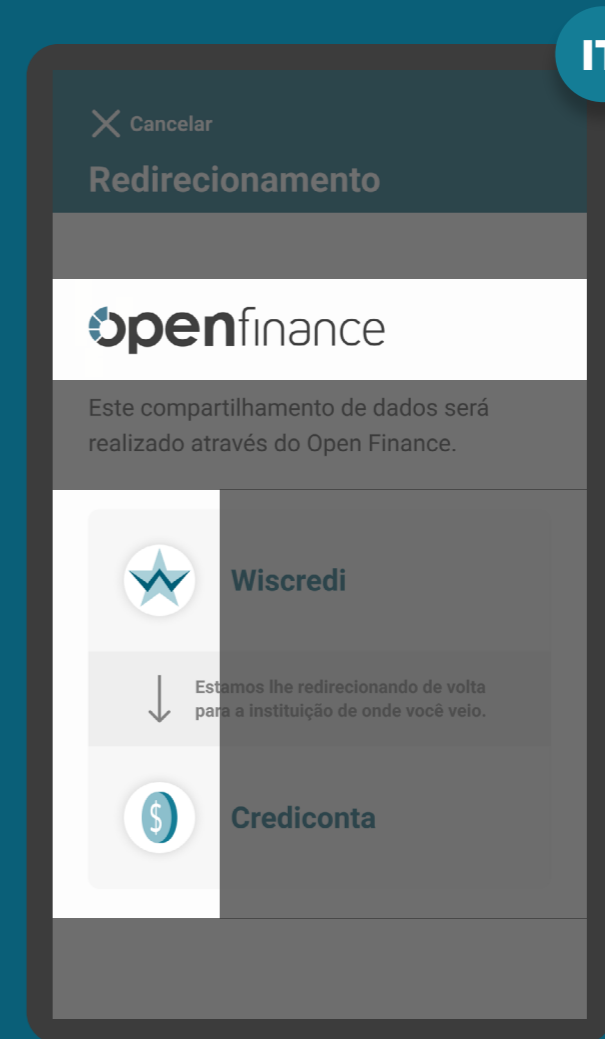 IT
Cancelar
Redirecionamento
openfinance
Este compartilhamento de dados será
realizado através do Open Finance.
Wiscredi
Estamos lhe redirecionando de volta
para a instituição de onde você veio.
$
Crediconta